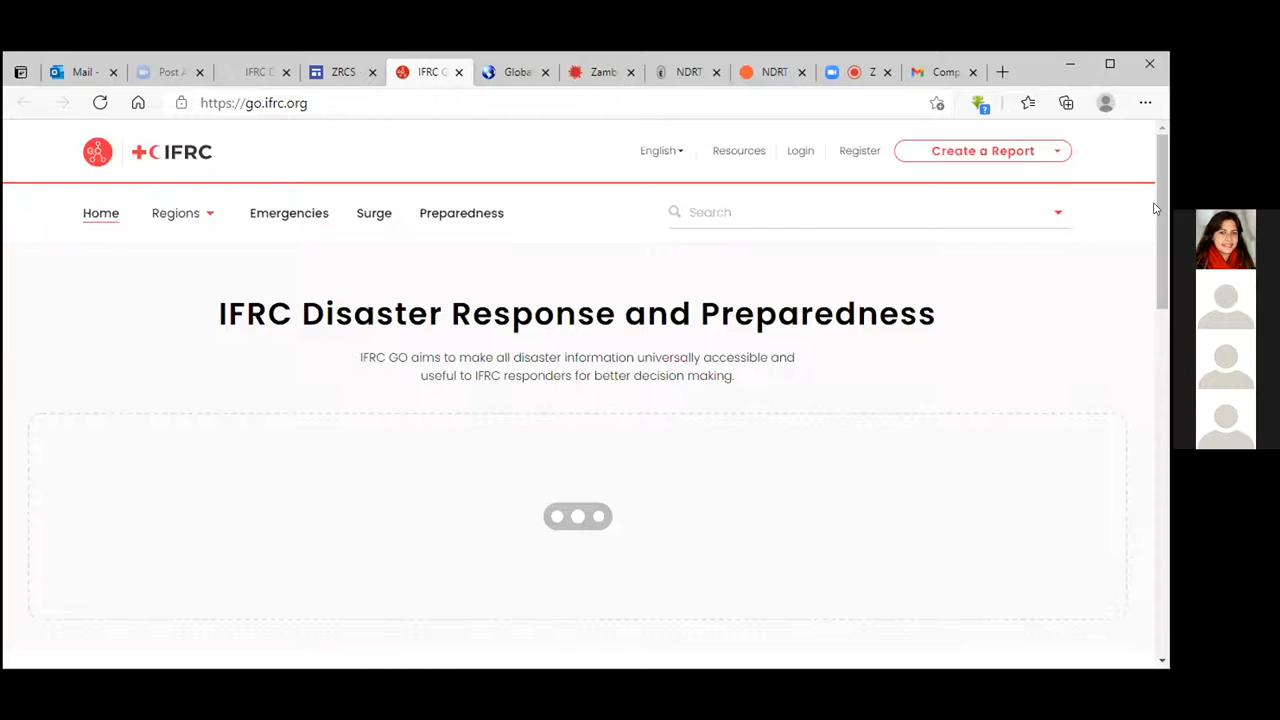 Mail -
Post A
IFRC D
ZRCS -
IFRC G
Globa
Zamb
NDRT
NDRT
Z
Comp
https://go.ifrc.org
GO
IFRC
English
Resources
Login
Register
Create a Report
Home
Regions
Emergencies
Surge
Preparedness
Search
IFRC Disaster Response and Preparedness
IFRC GO aims to make all disaster information universally accessible and
useful to IFRC responders for better decision making.